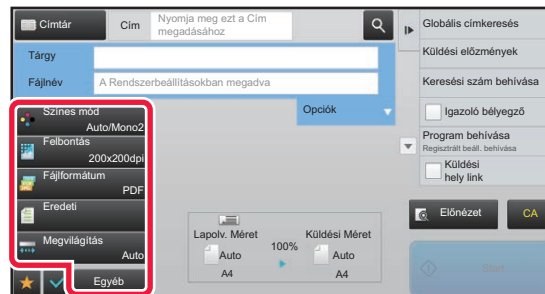 Címtár
Cím
Nyomja meg ezt a Cím
megadásához
Tárgy
Fájlnév
A Rendszerbeállításokban megadva
Opciók
Színes mód
Auto/Mono2
Felbontás
200x200dpi
Fájlformátum
PDF
Eredeti
Megvilágítás
Auto
Egyéb
Lapolv. Méret
Auto
A4
100%
Küldési Méret
Auto
A4
Globális címkeresés
Küldési előzmények
Keresési szám behívása
Igazoló bélyegző
Program behívása
Regisztrált beáll. behívása
Küldési
hely link
Előnézet
CA
Start